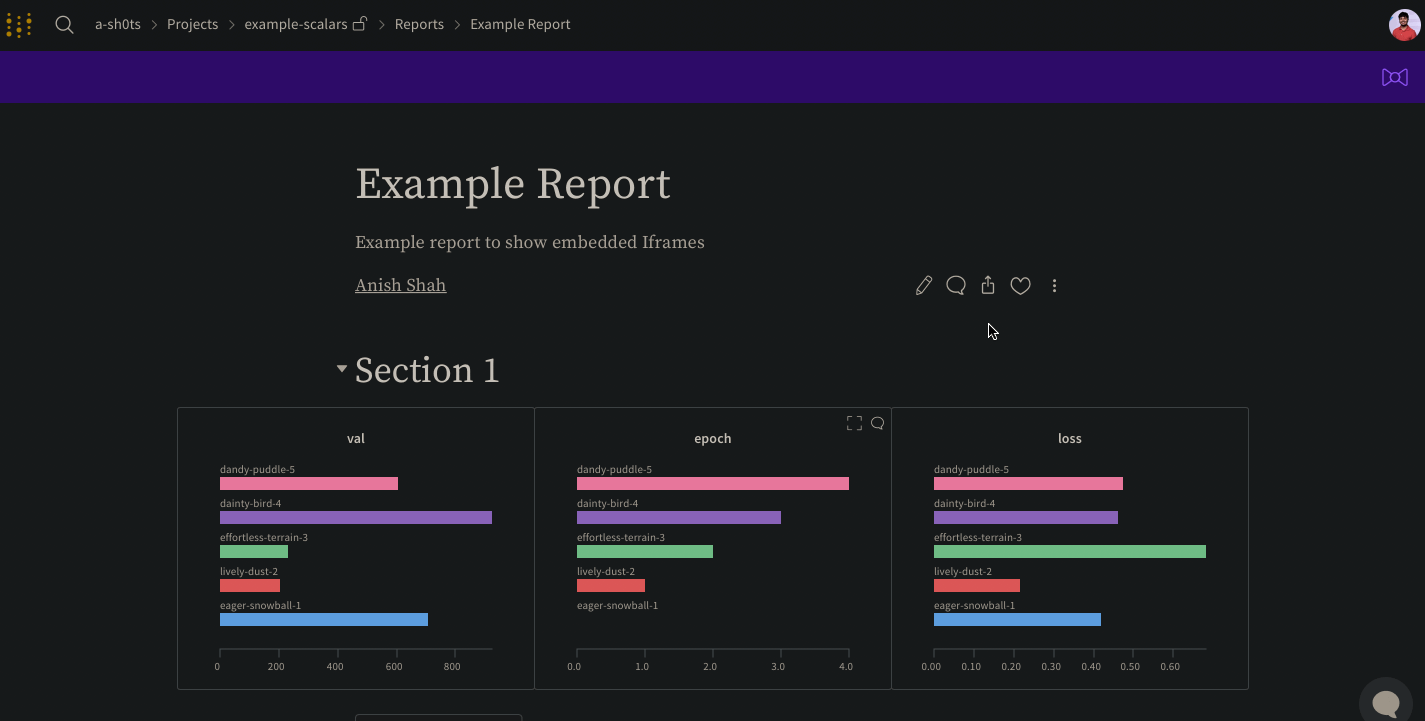 a-sh0ts > Projects > example-scalars > Reports > Example Report
Example Report
Example report to show embedded Iframes
Anish Shah
Section 1
val
dandy-puddle-5
dainty-bird-4
effortless-terrain-3
lively-dust-2
eager-snowball-1
0 200 400 600 800
epoch
dandy-puddle-5
dainty-bird-4
effortless-terrain-3
lively-dust-2
eager-snowball-1
0.0 1.0 2.0 3.0 4.0
loss
dandy-puddle-5
dainty-bird-4
effortless-terrain-3
lively-dust-2
eager-snowball-1
0.00 0.10 0.20 0.30 0.40 0.50 0.60